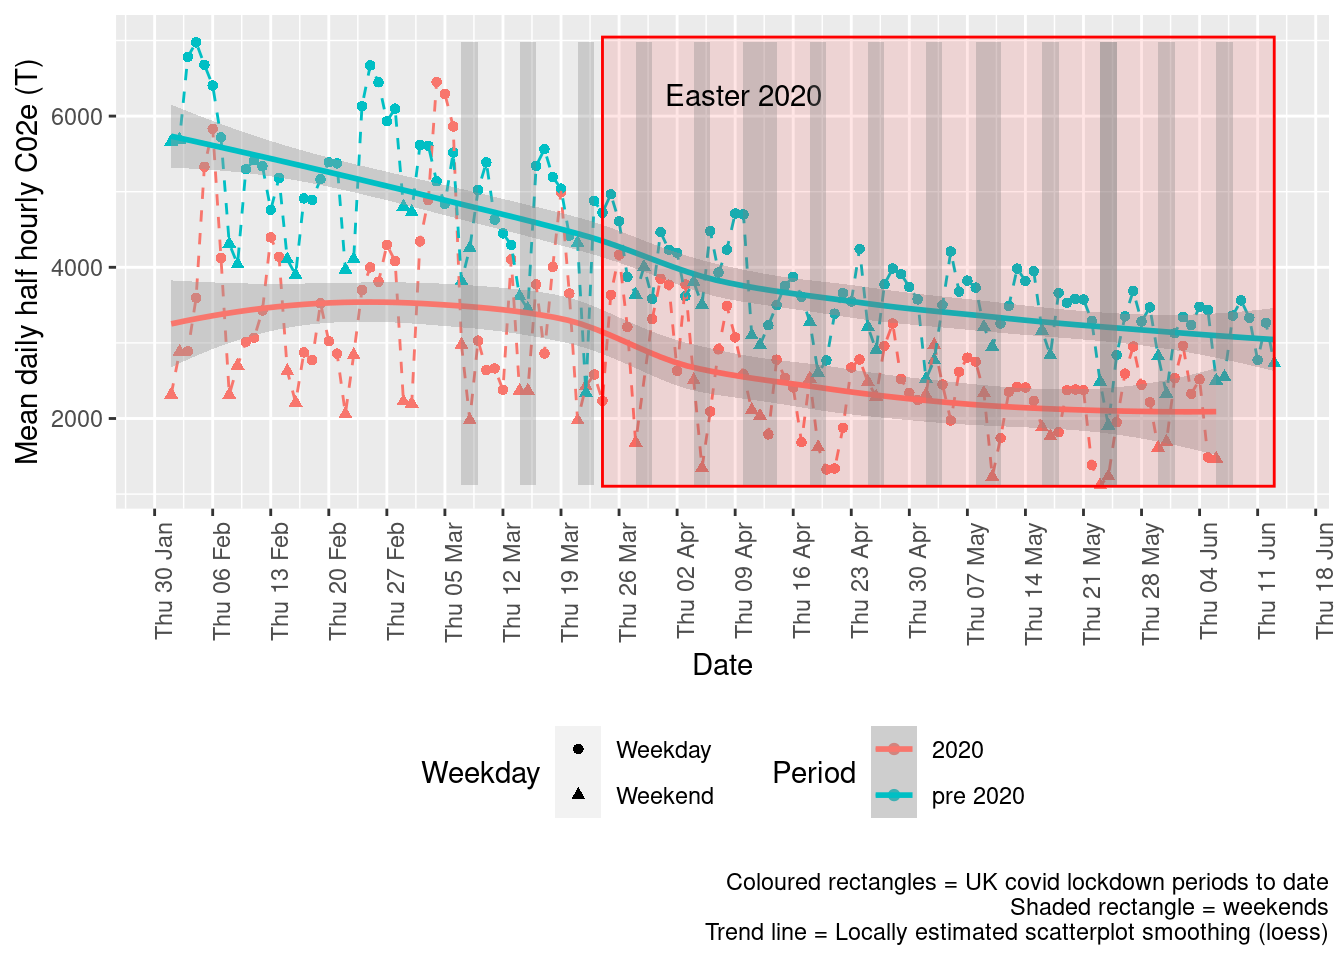 Mean daily half hourly C02e (T)
6000
4000
2000
Easter 2020
Thu 30 Jan
Thu 06 Feb
Thu 13 Feb
Thu 20 Feb
Thu 27 Feb
Thu 05 Mar
Thu 12 Mar
Thu 19 Mar
Thu 26 Mar
Thu 02 Apr
Thu 09 Apr
Thu 16 Apr
Thu 23 Apr
Thu 30 Apr
Thu 07 May
Thu 14 May
Thu 21 May
Thu 28 May
Thu 04 Jun
Thu 11 Jun
Thu 18 Jun
Date
Weekday
Weekday
Weekend
Period
2020
pre 2020
Coloured rectangles = UK covid lockdown periods to date
Shaded rectangle = weekends
Trend line = Locally estimated scatterplot smoothing (loess)